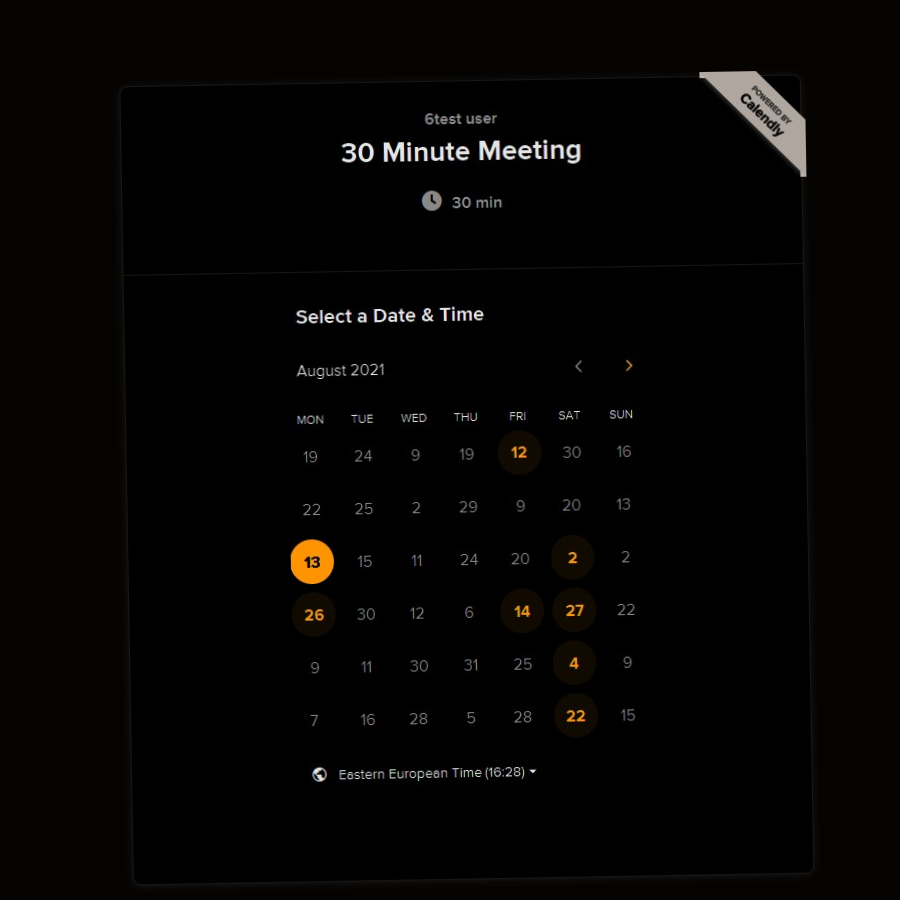 POWERED BY
Calendly
6test user
30 Minute Meeting
30 min
Select a Date & Time
August 2021
MON TUE WED THU FRI SAT SUN
19 24 9 19 12 30 16
22 25 2 29 9 20 13
13 15 11 24 20 2 2
26 30 12 6 14 27 22
9 11 30 31 25 4 9
7 16 28 5 28 22 15
Eastern European Time (16:28)